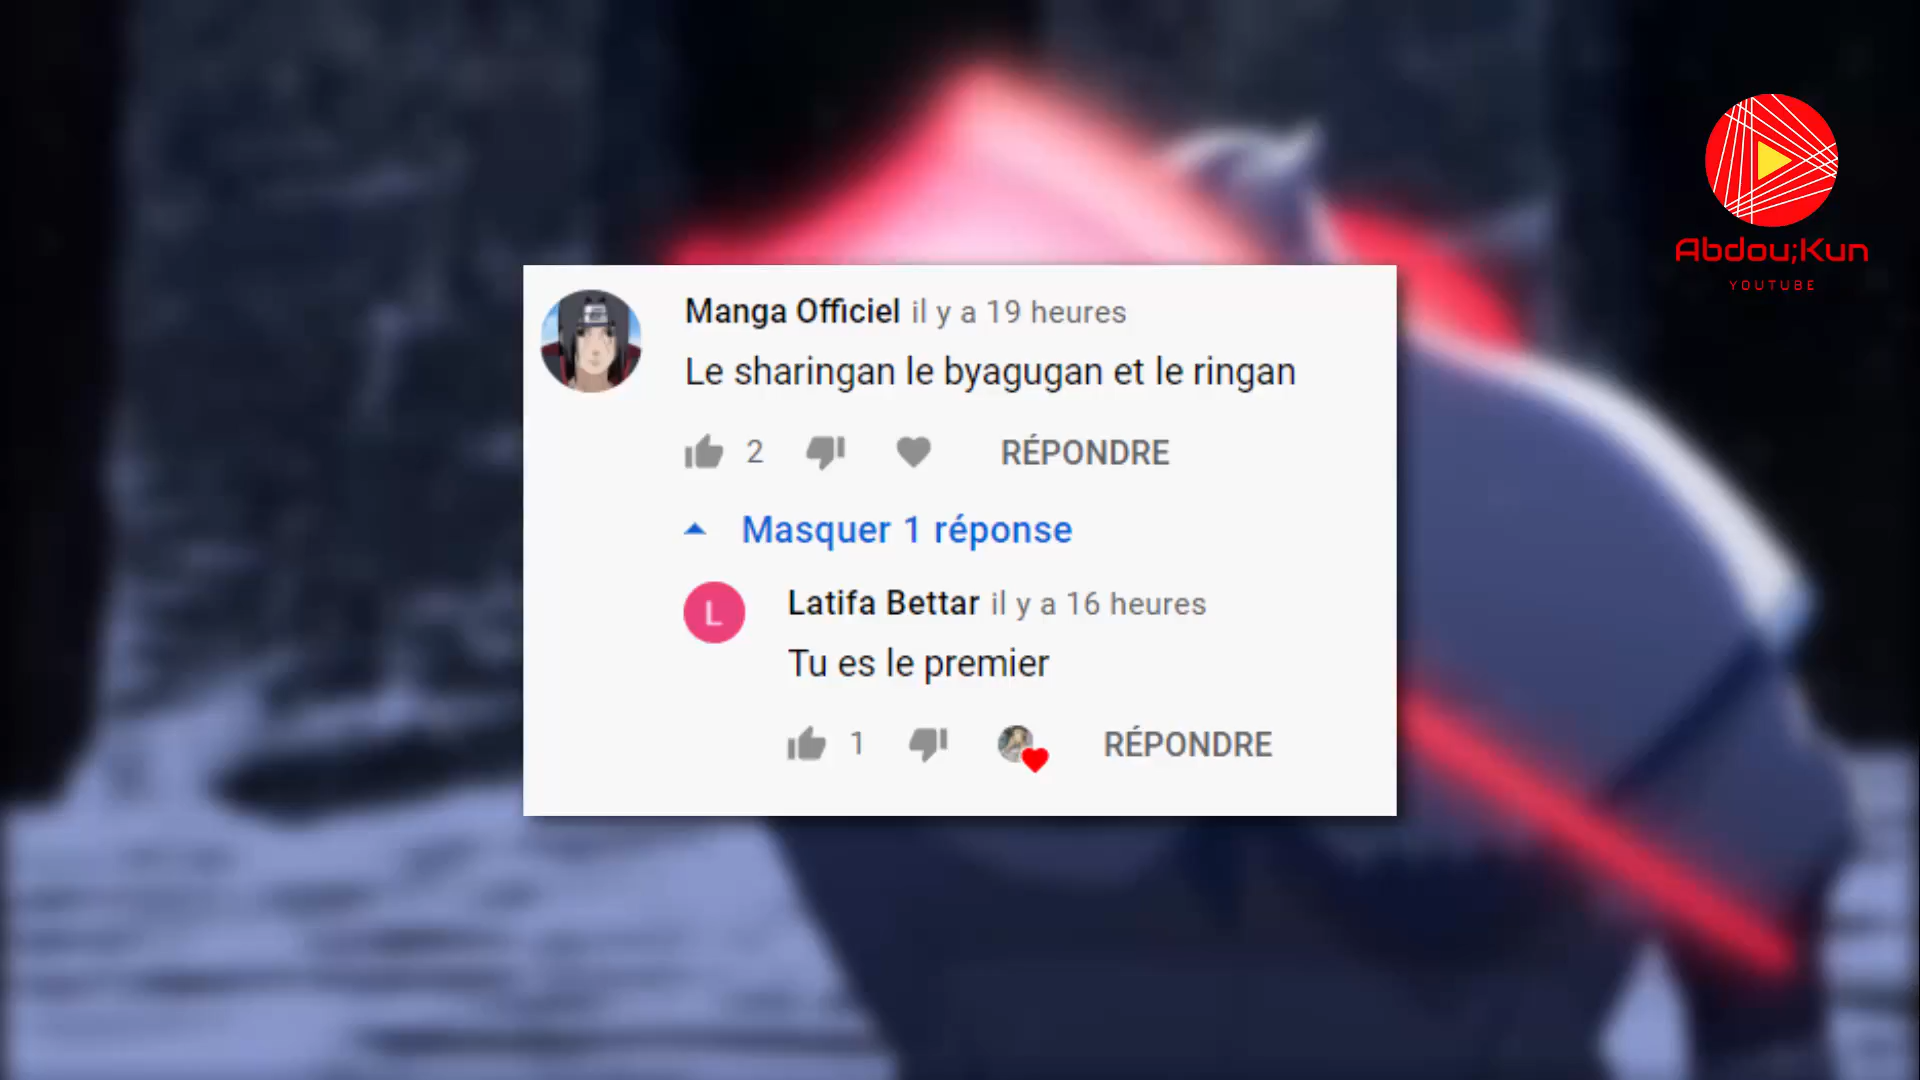 Abdou;Kun
YOUTUBE
Manga Officiel il y a 19 heures
Le sharingan le byagugan et le ringan
2 RÉPONDRE
Masquer 1 réponse
L
Latifa Bettar il y a 16 heures
Tu es le premier
1 RÉPONDRE